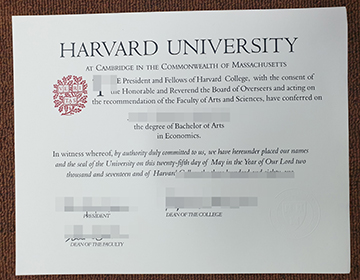 HARVARD UNIVERSITY
AT CAMBRIDGE IN THE COMMONWEALTH OF MASSACHUSETTS
E President and Fellows of Harvard College, with the consent of
the Honorable and Reverend the Board of Overseers and acting on
the recommendation of the Faculty of Arts and Sciences, have conferred on
the degree of Bachelor of Arts
in Economics.
In witness whereof, by authority duly committed to us, we have hereunder placed our names
and the seal of the University on this twenty-fifth day of May in the Year of Our Lord two
thousand and seventeen and of Harvard
PRESIDENT
DEAN OF THE COLLEGE
DEAN OF THE FACULTY